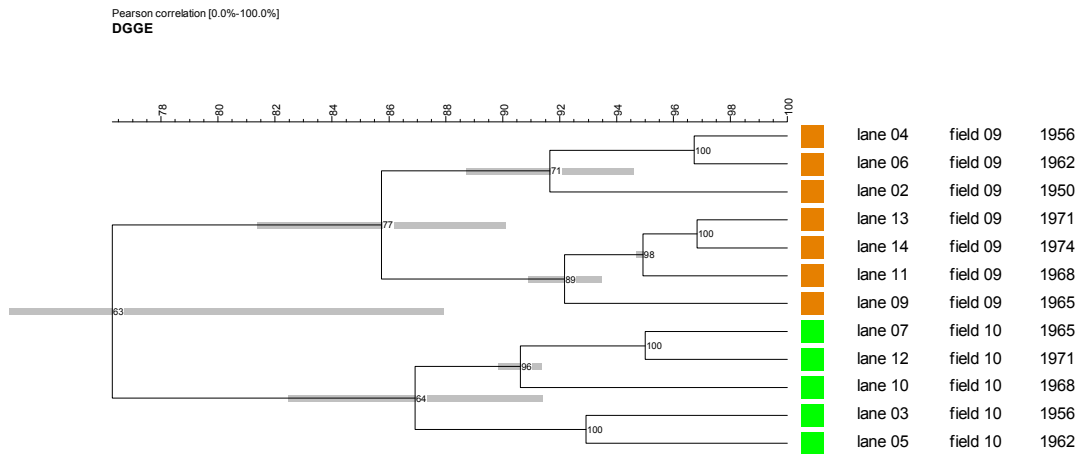 Pearson correlation [0.0%-100.0%]
DGGE
78 80 82 84 86 88 90 92 94 96 98 100
lane 04 field 09 1956
100
lane 06 field 09 1962
71
lane 02 field 09 1950
77
lane 13 field 09 1971
100
lane 14 field 09 1974
98
lane 11 field 09 1968
89
lane 09 field 09 1965
63
lane 07 field 10 1965
100
lane 12 field 10 1971
96
lane 10 field 10 1968
64
lane 03 field 10 1956
100
lane 05 field 10 1962